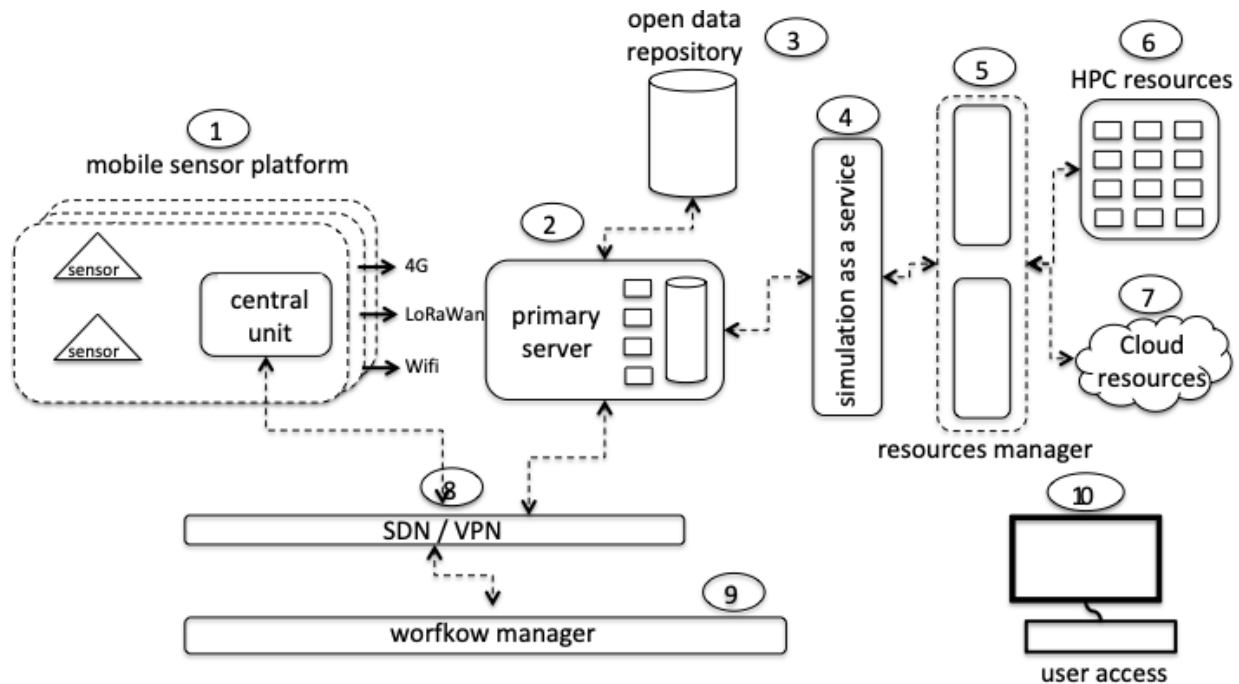 open data
repository
3
6
HPC resources
5
4
1
mobile sensor platform
2
sensor
central
unit
sensor
4G
LoRaWan
Wifi
primary
server
simulation as a service
7
Cloud
resources
resources manager
8
SDN / VPN
10
9
worfkow manager
user access